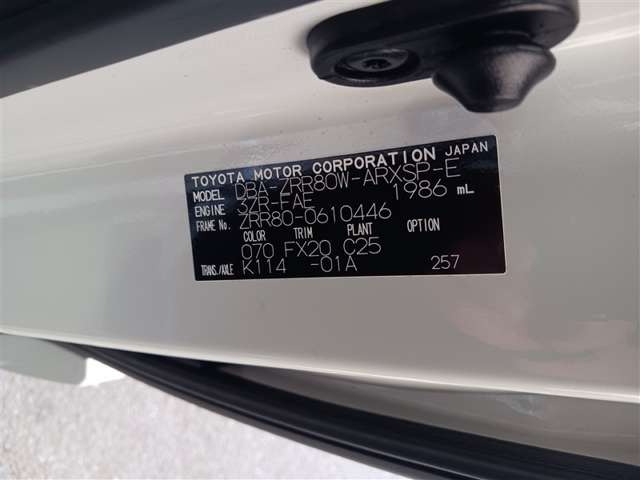 TOYOTA MOTOR CORPORATION JAPAN
MODEL DBA-ZRR80W-ARXSP-E
ENGINE 3ZR-FAE 1986 mL
FRAME No. ZRR80-0610446
COLOR TRIM PLANT OPTION
070 FX20 C25
TRANS./AXLE K114 -01A 257